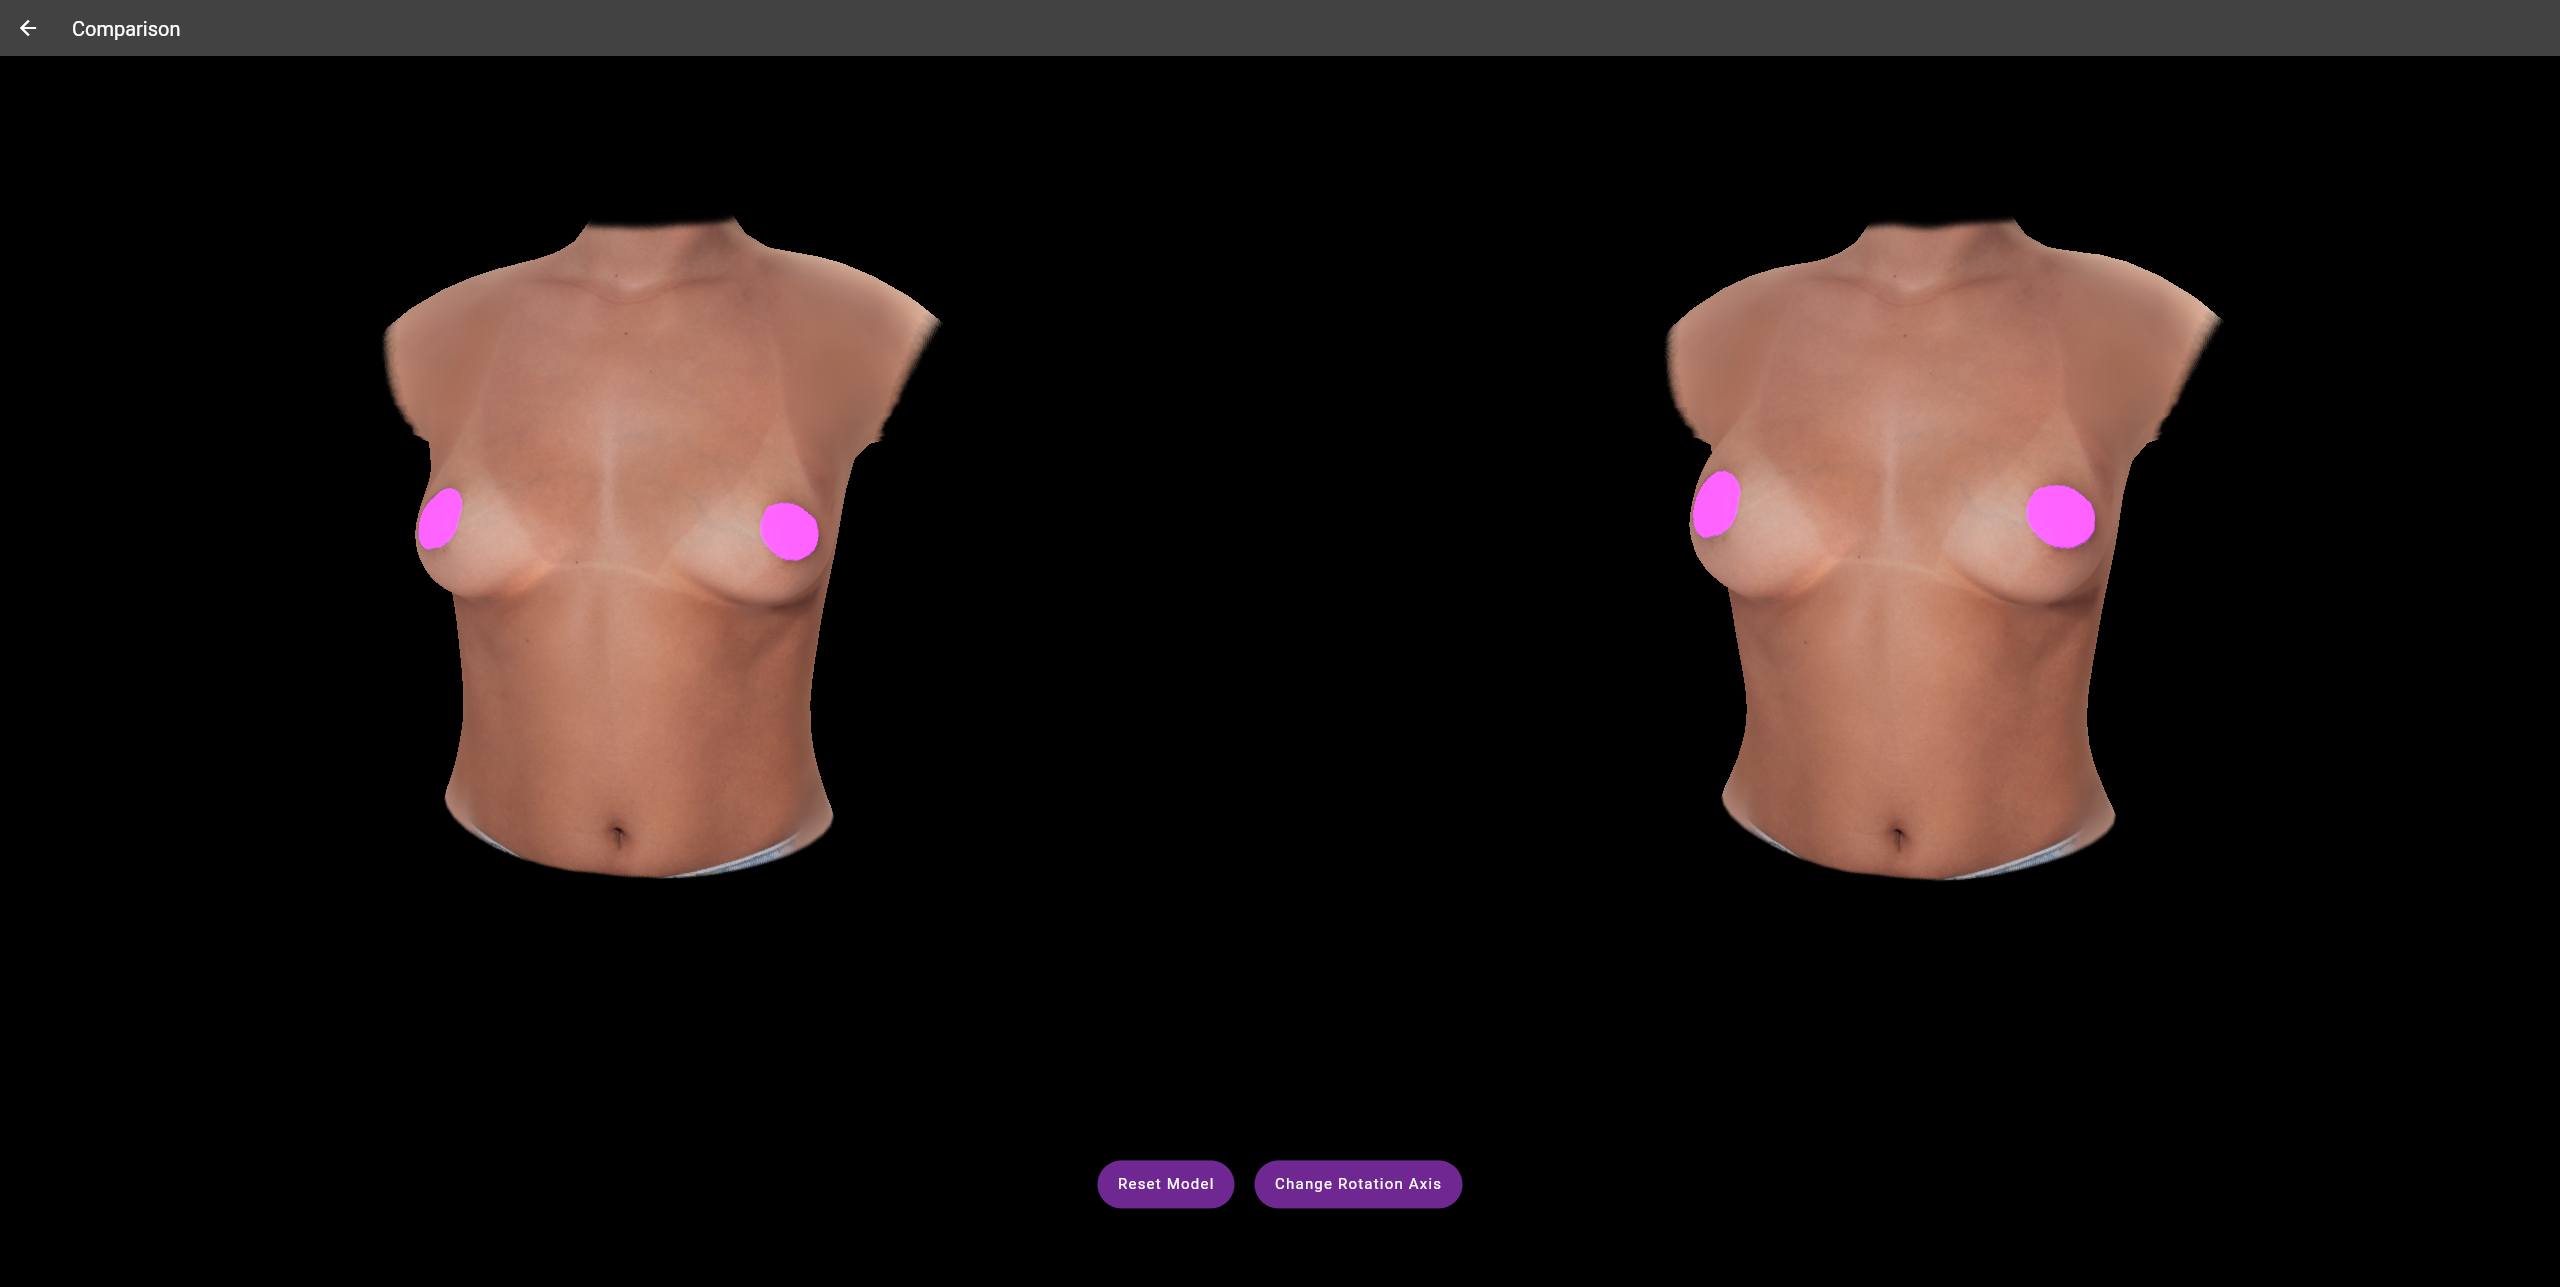 Comparison
Reset Model
Change Rotation Axis